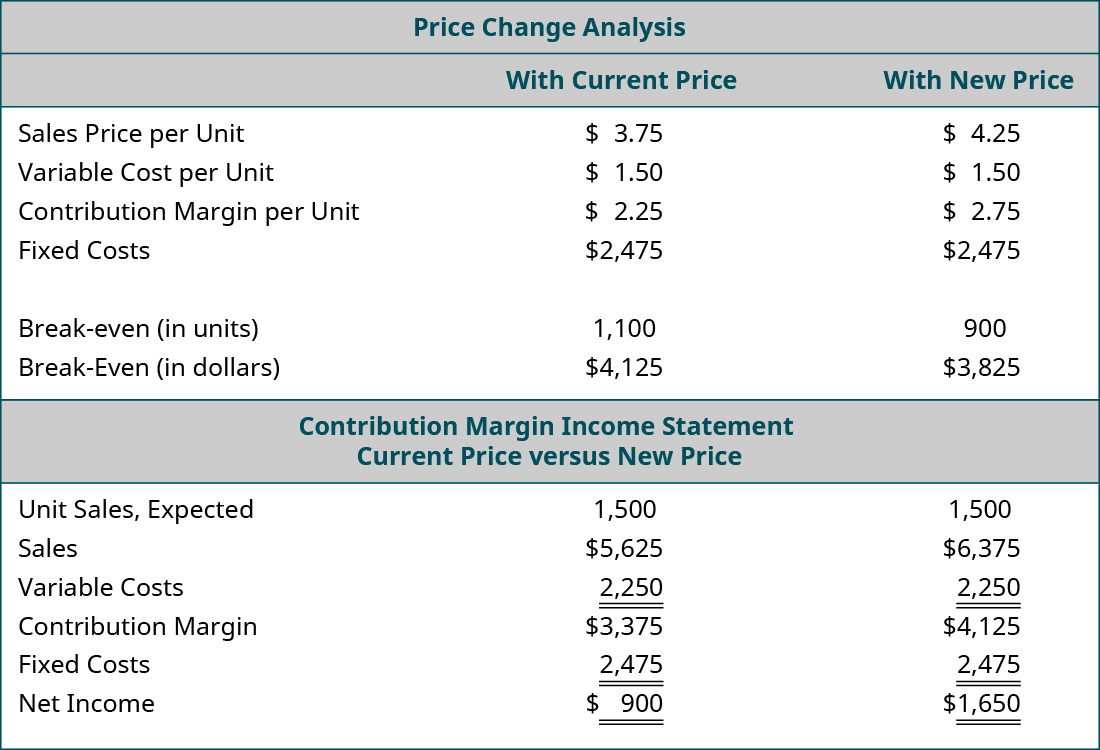 Price Change Analysis
With Current Price With New Price
Sales Price per Unit $ 3.75 $ 4.25
Variable Cost per Unit $ 1.50 $ 1.50
Contribution Margin per Unit $ 2.25 $ 2.75
Fixed Costs $2,475 $2,475
Break-even (in units) 1,100 900
Break-Even (in dollars) $4,125 $3,825
Contribution Margin Income Statement
Current Price versus New Price
Unit Sales, Expected 1,500 1,500
Sales $5,625 $6,375
Variable Costs 2,250 2,250
Contribution Margin $3,375 $4,125
Fixed Costs 2,475 2,475
Net Income $ 900 $1,650